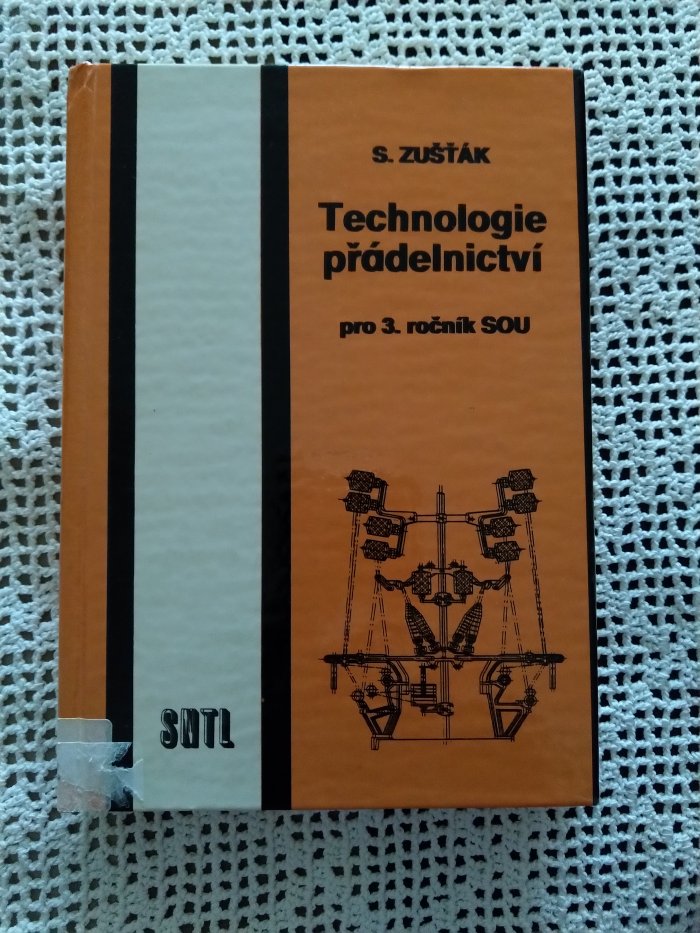 S. ZUŠŤÁK
Technologie
přádelnictví
pro 3. ročník SOU
SNTL